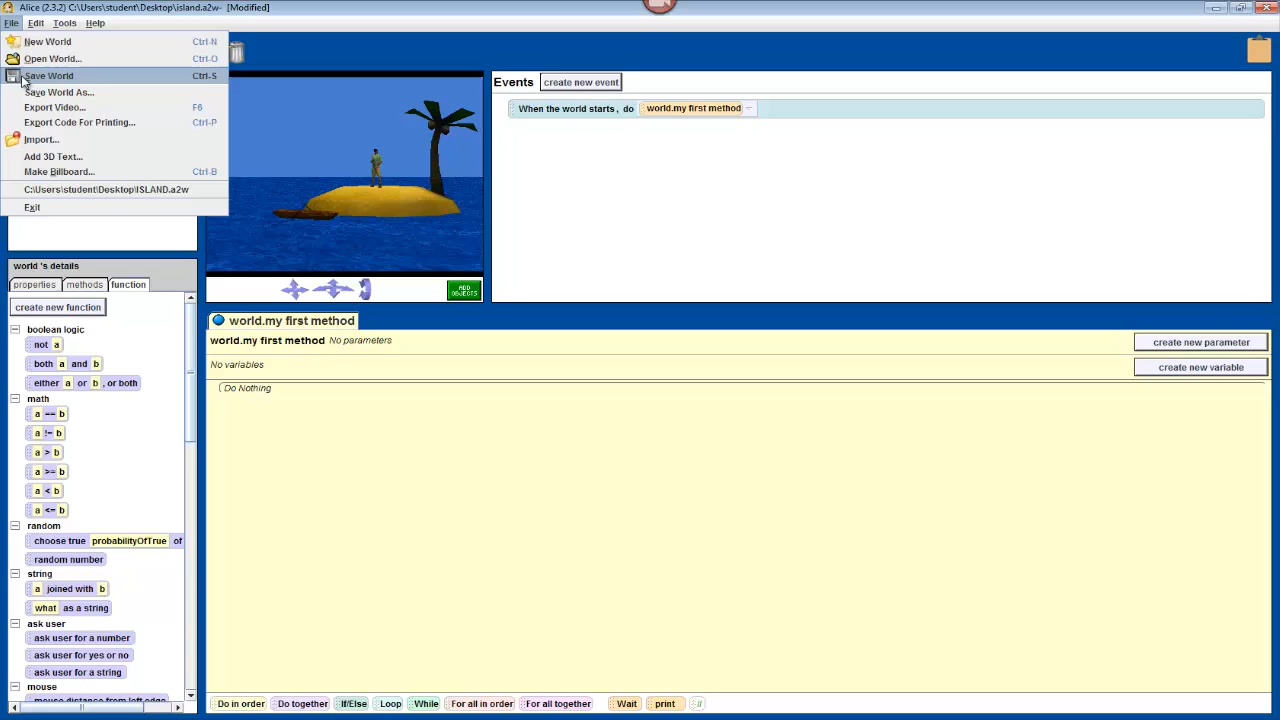 Alice (2.3.2) C:\Users\student\Desktop\island.a2w- [Modified]
File Edit Tools Help
New World Ctrl-N
Open World... Ctrl-O
Save World Ctrl-S
Save World As...
Export Video... F6
Export Code For Printing... Ctrl-P
Import...
Add 3D Text...
Make Billboard... Ctrl-B
C:\Users\student\Desktop\ISLAND.a2w
Exit
Events create new event
When the world starts, do world.my first method
ADD
OBJECTS
world 's details
properties methods function
create new function
boolean logic
not a
both a and b
either a or b , or both
math
a == b
a != b
a > b
a >= b
a < b
a <= b
random
choose true probabilityOfTrue of
random number
string
a joined with b
what as a string
ask user
ask user for a number
ask user for yes or no
ask user for a string
mouse
mouse distance from left edge
world.my first method
world.my first method No parameters
create new parameter
No variables
create new variable
Do Nothing
Do in order Do together If/Else Loop While For all in order For all together Wait print //